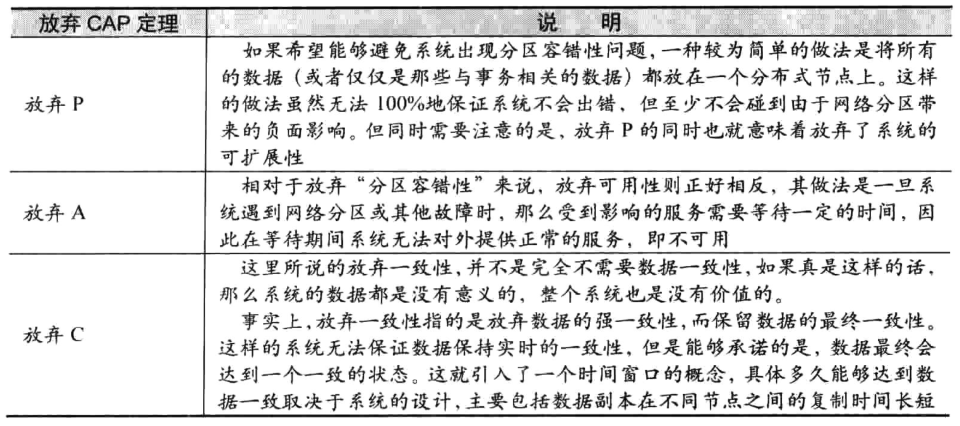 放弃 CAP 定理 说 明
如果希望能够避免系统出现分区容错性问题，一种较为简单的做法是将所有
的数据（或者仅仅是那些与事务相关的数据）都放在一个分布式节点上。这样
放弃 P 的做法虽然无法 100%地保证系统不会出错，但至少不会碰到由于网络分区带
来的负面影响。但同时需要注意的是，放弃 P 的同时也就意味着放弃了系统的
可扩展性
相对于放弃“分区容错性”来说，放弃可用性则正好相反，其做法是一旦系
放弃 A 统遇到网络分区或其他故障时，那么受到影响的服务需要等待一定的时间，因
此在等待期间系统无法对外提供正常的服务，即不可用
这里所说的放弃一致性，并不是完全不需要数据一致性，如果真是这样的话，
那么系统的数据都是没有意义的，整个系统也是没有价值的。
放弃 C 事实上，放弃一致性指的是放弃数据的强一致性，而保留数据的最终一致性。
这样的系统无法保证数据保持实时的一致性，但是能够承诺的是，数据最终会
达到一个一致的状态。这就引入了一个时间窗口的概念，具体多久能够达到数
据一致取决于系统的设计，主要包括数据副本在不同节点之间的复制时间长短